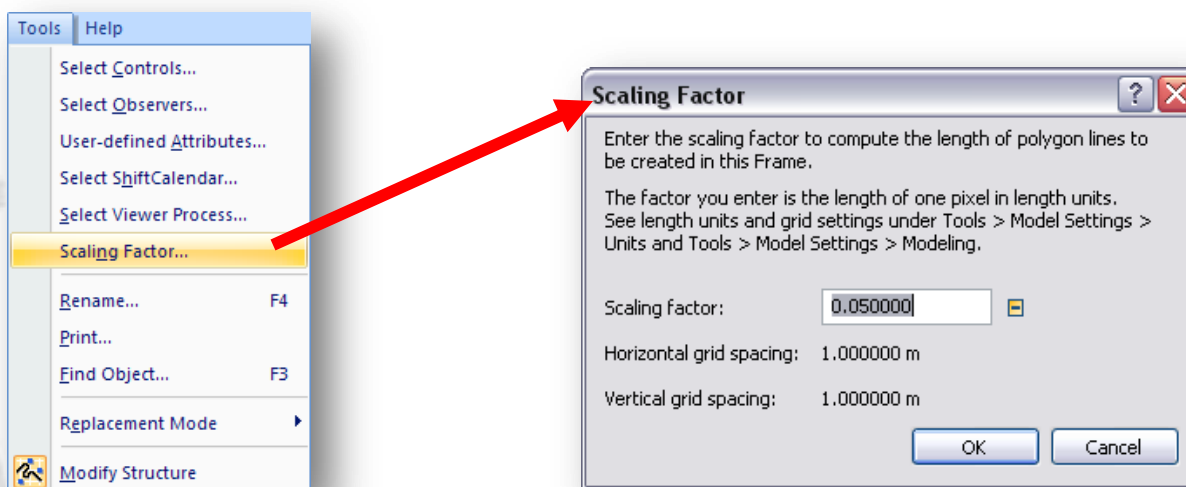 Tools Help
Select Controls...
Select Observers...
User-defined Attributes...
Select ShiftCalendar...
Select Viewer Process...
Scaling Factor...
Rename... F4
Print...
Find Object... F3
Replacement Mode
Modify Structure
Scaling Factor
Enter the scaling factor to compute the length of polygon lines to
be created in this Frame.
The factor you enter is the length of one pixel in length units.
See length units and grid settings under Tools > Model Settings >
Units and Tools > Model Settings > Modeling.
Scaling factor: 0.050000
Horizontal grid spacing: 1.000000 m
Vertical grid spacing: 1.000000 m
OK Cancel